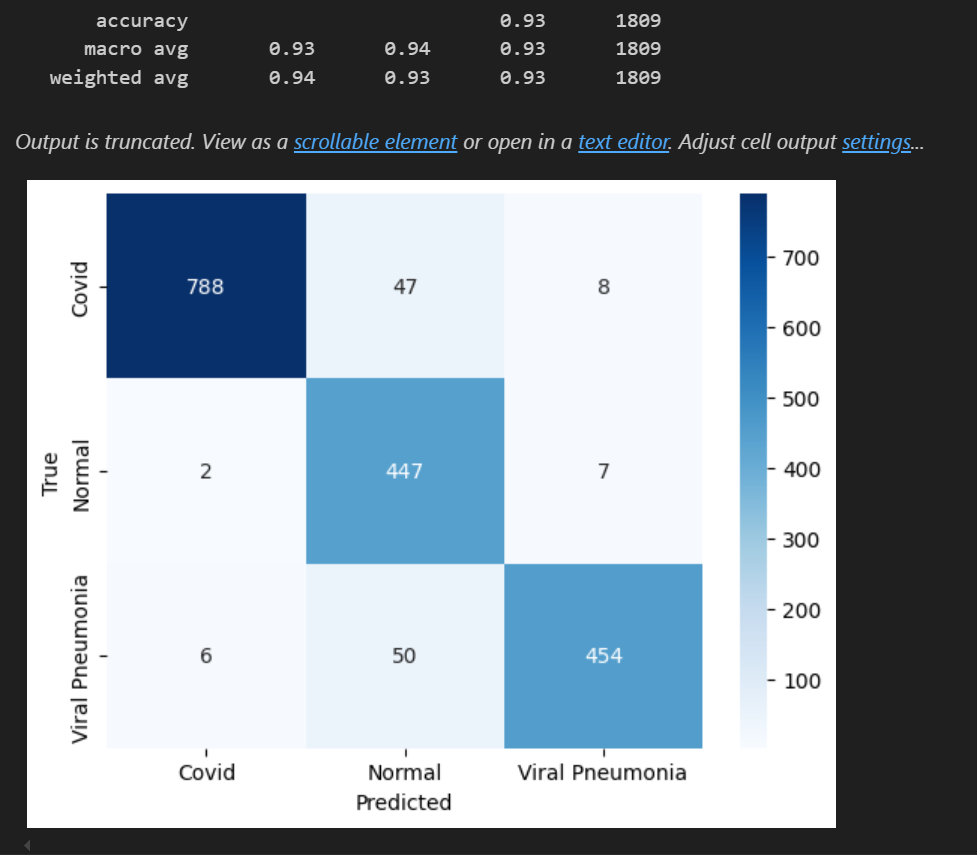 accuracy 0.93 1809
macro avg 0.93 0.94 0.93 1809
weighted avg 0.94 0.93 0.93 1809
Output is truncated. View as a scrollable element or open in a text editor. Adjust cell output settings...
True
Covid 788 47 8
Normal 2 447 7
Viral Pneumonia 6 50 454
Covid Normal Viral Pneumonia
Predicted
700
600
500
400
300
200
100